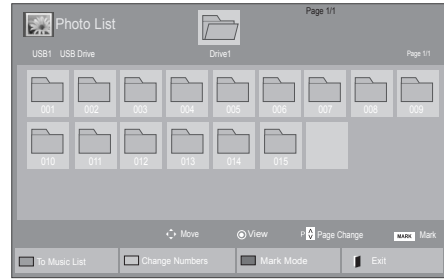 Page 1/1
Photo List
USB1 USB Drive Drive1 Page 1/1
001 002 003 004 005 006 007 008 009
010 011 012 013 014 015
Move View P Page Change MARK Mark
To Music List Change Numbers Mark Mode Exit